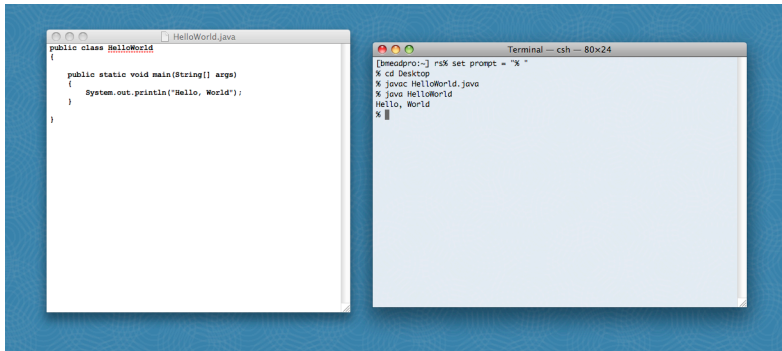 HelloWorld.java
public class HelloWorld
{
public static void main(String[] args)
{
System.out.println("Hello, World");
}
}
Terminal — csh — 80×24
[bmeadpro:~] rs% set prompt = "% "
% cd Desktop
% javac HelloWorld.java
% java HelloWorld
Hello, World
%